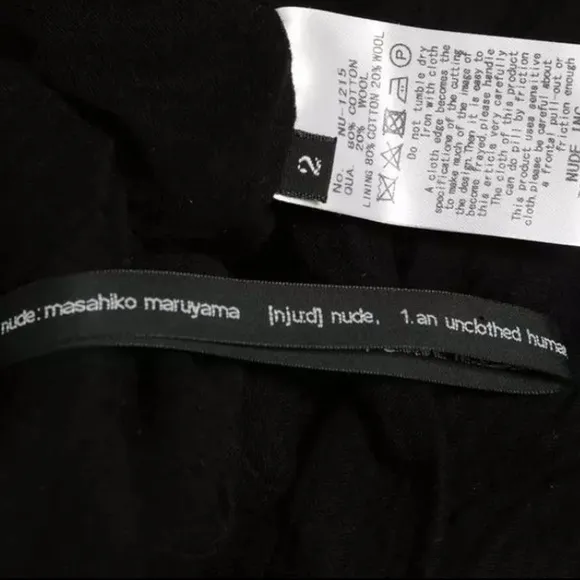 2
No. NU-1215
QUA. 80% COTTON
20% WOOL
LINING 80% COTTON 20% WOOL
P
Do not tumble dry
Iron with cloth
A cloth edge becomes the
specifications of the cutting
to make much of the image of
the design. Then it is easy to
become frayed, please handle
this article very carefully
The cloth of this product
can do pill by friction
This product uses sensitive
cloth, please be careful about
a frontal pull-out or
friction enough
NUDE
nude: masahiko maruyama [nju:d] nude, 1. an unclothed huma